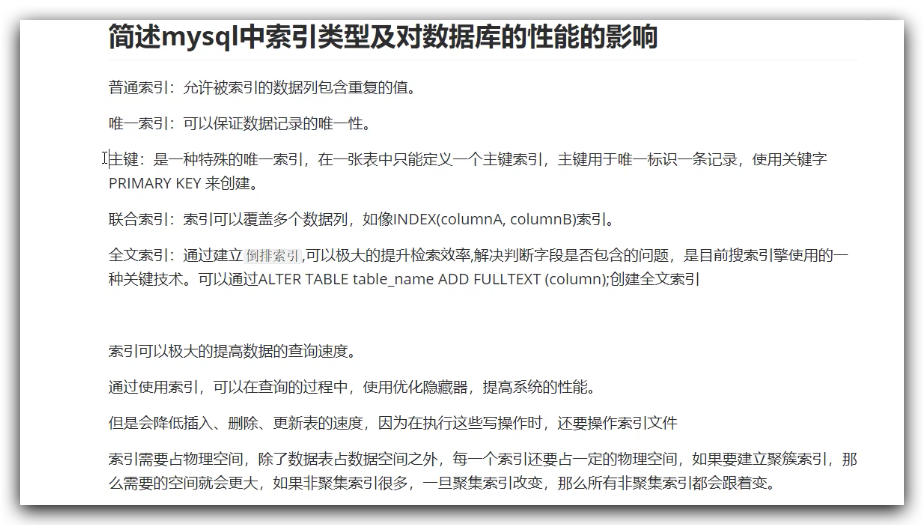 简述mysql中索引类型及对数据库的性能的影响
普通索引：允许被索引的数据列包含重复的值。
唯一索引：可以保证数据记录的唯一性。
主键：是一种特殊的唯一索引，在一张表中只能定义一个主键索引，主键用于唯一标识一条记录，使用关键字
PRIMARY KEY 来创建。
联合索引：索引可以覆盖多个数据列，如像INDEX(columnA, columnB)索引。
全文索引：通过建立倒排索引,可以极大的提升检索效率,解决判断字段是否包含的问题，是目前搜索引擎使用的一
种关键技术。可以通过ALTER TABLE table_name ADD FULLTEXT (column);创建全文索引
索引可以极大的提高数据的查询速度。
通过使用索引，可以在查询的过程中，使用优化隐藏器，提高系统的性能。
但是会降低插入、删除、更新表的速度，因为在执行这些写操作时，还要操作索引文件
索引需要占物理空间，除了数据表占数据空间之外，每一个索引还要占一定的物理空间，如果要建立聚簇索引，那
么需要的空间就会更大，如果非聚集索引很多，一旦聚集索引改变，那么所有非聚集索引都会跟着变。